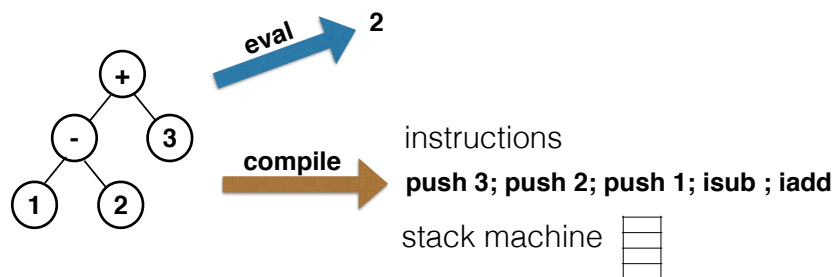 eval
2
+
-
3
1
2
compile
instructions
push 3; push 2; push 1; isub ; iadd
stack machine